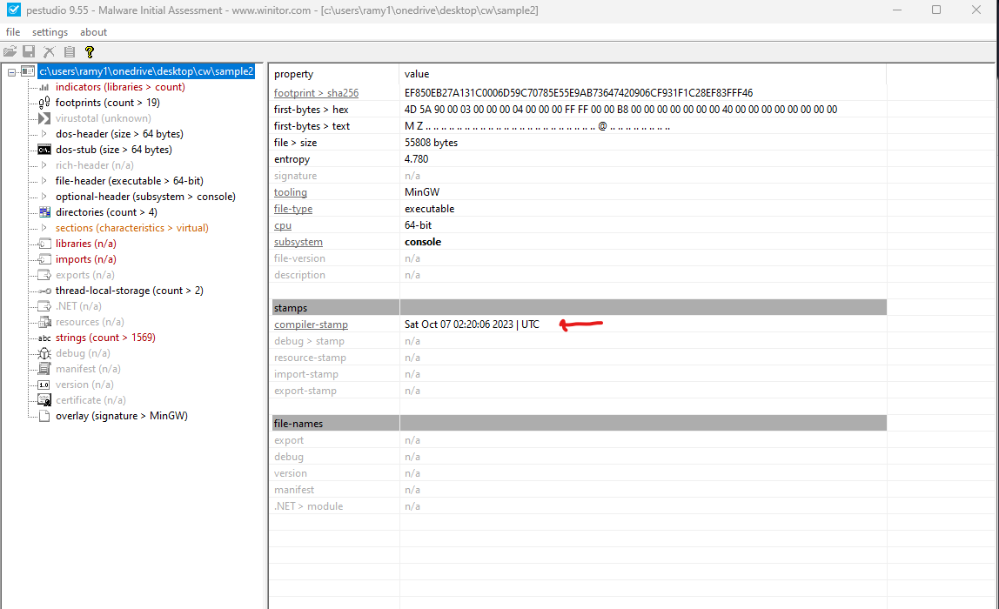 pestudio 9.55 - Malware Initial Assessment - www.winitor.com - [c:\users\ramy1\onedrive\desktop\cw\sample2]
file settings about
c:\users\ramy1\onedrive\desktop\cw\sample2
indicators (libraries > count)
footprints (count > 19)
virustotal (unknown)
dos-header (size > 64 bytes)
dos-stub (size > 64 bytes)
rich-header (n/a)
file-header (executable > 64-bit)
optional-header (subsystem > console)
directories (count > 4)
sections (characteristics > virtual)
libraries (n/a)
imports (n/a)
exports (n/a)
thread-local-storage (count > 2)
.NET (n/a)
resources (n/a)
abc strings (count > 1569)
debug (n/a)
manifest (n/a)
1.0 version (n/a)
certificate (n/a)
overlay (signature > MinGW)
property value
footprint > sha256 EF850EB27A131C0006D59C70785E55E9AB73647420906CF931F1C28EF83FFF46
first-bytes > hex 4D 5A 90 00 03 00 00 00 04 00 00 00 FF FF 00 00 B8 00 00 00 00 00 00 00 40 00 00 00 00 00 00 00 00
first-bytes > text M Z .. .. .. .. .. .. .. .. .. .. .. .. .. .. .. .. .. .. .. .. .. .. @ .. .. .. .. .. .. ..
file > size 55808 bytes
entropy 4.780
signature n/a
tooling MinGW
file-type executable
cpu 64-bit
subsystem console
file-version n/a
description n/a
stamps
compiler-stamp Sat Oct 07 02:20:06 2023 | UTC
debug > stamp n/a
resource-stamp n/a
import-stamp n/a
export-stamp n/a
file-names
export n/a
debug n/a
version n/a
manifest n/a
.NET > module n/a